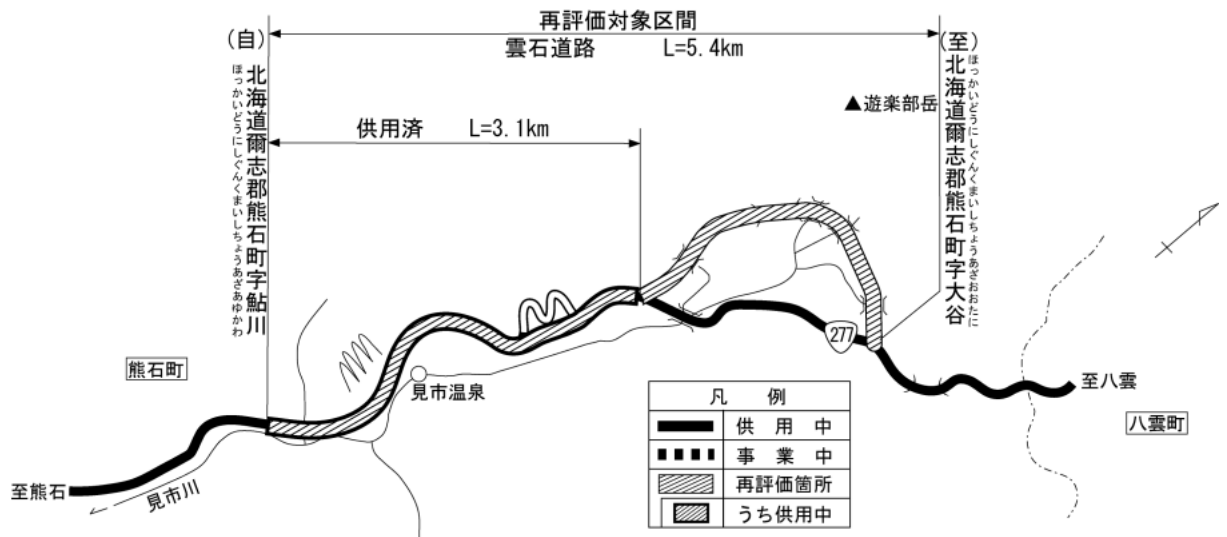 再評価対象区間
雲石道路 L=5.4km
(自)
北海道爾志郡熊石町字鮎川
ほっかいどうにしぐんくまいしちょうあざあゆかわ
(至)
北海道爾志郡熊石町字大谷
ほっかいどうにしぐんくまいしちょうあざおおたに
▲遊楽部岳
供用済 L=3.1km
277
熊石町
見市温泉
至八雲
八雲町
至熊石
見市川
凡例
供用中
事業中
再評価箇所
うち供用中